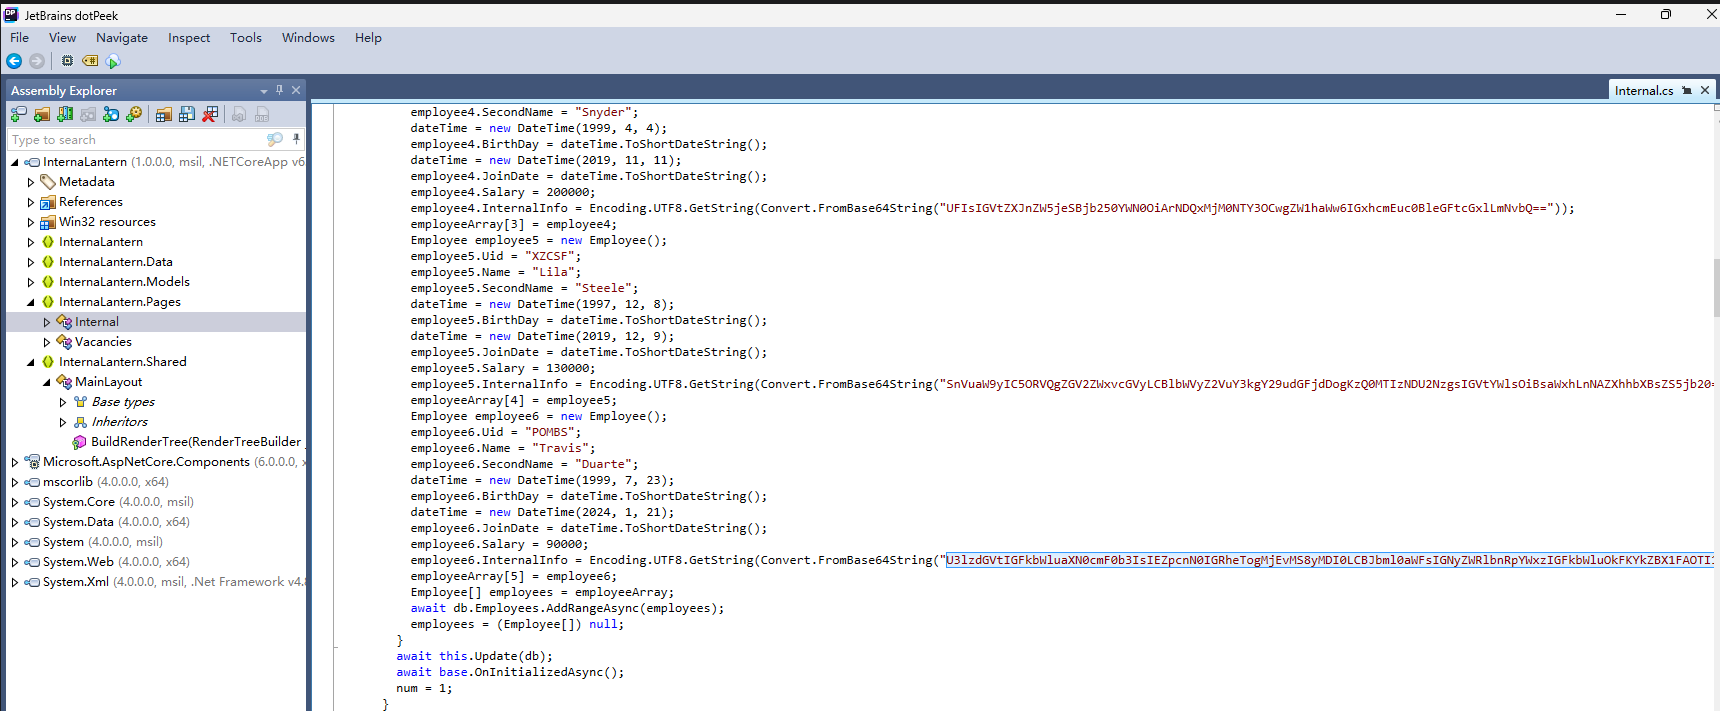 JetBrains dotPeek
File View Navigate Inspect Tools Windows Help
Assembly Explorer
Internal.cs
Type to search
InternaLantern (1.0.0.0, msil, .NETCoreApp v6
Metadata
References
Win32 resources
InternaLantern
InternaLantern.Data
InternaLantern.Models
InternaLantern.Pages
Internal
Vacancies
InternaLantern.Shared
MainLayout
Base types
Inheritors
BuildRenderTree(RenderTreeBuilder
Microsoft.AspNetCore.Components (6.0.0.0, x
mscorlib (4.0.0.0, x64)
System.Core (4.0.0.0, msil)
System.Data (4.0.0.0, x64)
System (4.0.0.0, msil)
System.Web (4.0.0.0, x64)
System.Xml (4.0.0.0, msil, .Net Framework v4.8
employee4.SecondName = "Snyder";
dateTime = new DateTime(1999, 4, 4);
employee4.BirthDay = dateTime.ToShortDateString();
dateTime = new DateTime(2019, 11, 11);
employee4.JoinDate = dateTime.ToShortDateString();
employee4.Salary = 200000;
employee4.InternalInfo = Encoding.UTF8.GetString(Convert.FromBase64String("UFIsIGVtZXJnZW5jeSBjb250YWN0OiArNDQxMjM0NTY3OCwgZW1haWw6IGxhcmEuc0BleGFtcGxlLmNvbQ=="));
employeeArray[3] = employee4;
Employee employee5 = new Employee();
employee5.Uid = "XZCSF";
employee5.Name = "Lila";
employee5.SecondName = "Steele";
dateTime = new DateTime(1997, 12, 8);
employee5.BirthDay = dateTime.ToShortDateString();
dateTime = new DateTime(2019, 12, 9);
employee5.JoinDate = dateTime.ToShortDateString();
employee5.Salary = 130000;
employee5.InternalInfo = Encoding.UTF8.GetString(Convert.FromBase64String("SnVuaW9yIC5ORVQgZGV2ZWxvcGVyLCBlbWVyZ2VuY3kgY29udGFjdDogKzQ0MTIzNDU2NzgsIGVtYWlsOiBsaWxhLnNAZXhhbXBsZS5jb20=
employeeArray[4] = employee5;
Employee employee6 = new Employee();
employee6.Uid = "POMBS";
employee6.Name = "Travis";
employee6.SecondName = "Duarte";
dateTime = new DateTime(1999, 7, 23);
employee6.BirthDay = dateTime.ToShortDateString();
dateTime = new DateTime(2024, 1, 21);
employee6.JoinDate = dateTime.ToShortDateString();
employee6.Salary = 90000;
employee6.InternalInfo = Encoding.UTF8.GetString(Convert.FromBase64String("U3lzdGVtIGFkbWluaXN0cmF0b3IsIEZpcnN0IGRheTogMjEvMS8yMDI0LCBJbml0aWFsIGNyZWRlbnRpYWxzIGFkbWluOkFKYkZBX1FAOTI1
employeeArray[5] = employee6;
Employee[] employees = employeeArray;
await db.Employees.AddRangeAsync(employees);
employees = (Employee[]) null;
}
await this.Update(db);
await base.OnInitializedAsync();
num = 1;
}